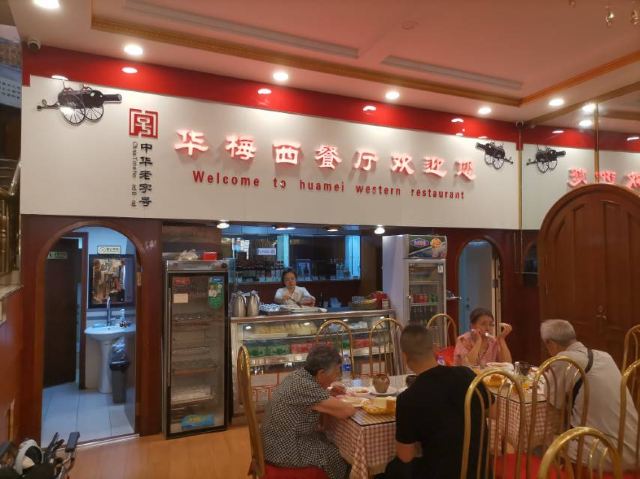 华梅西餐厅欢迎您
Welcome to huamei western restaurant
中华老字号